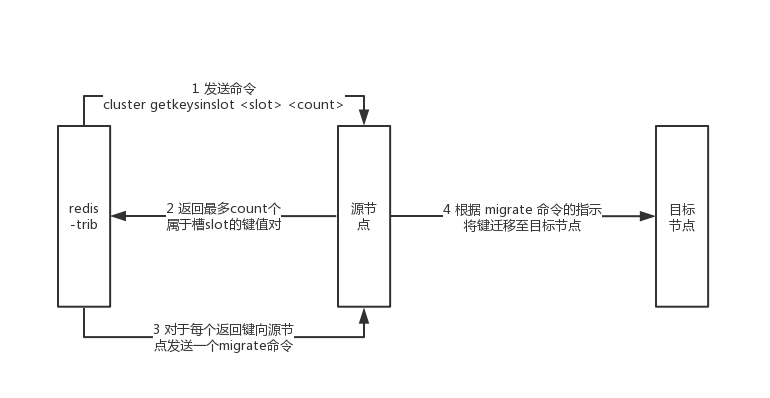 1 发送命令
cluster getkeysinslot <slot> <count>
redis
-trib
2 返回最多count个
属于槽slot的键值对
源节
点
4 根据 migrate 命令的指示
将键迁移至目标节点
目标
节点
3 对于每个返回键向源节
点发送一个migrate命令